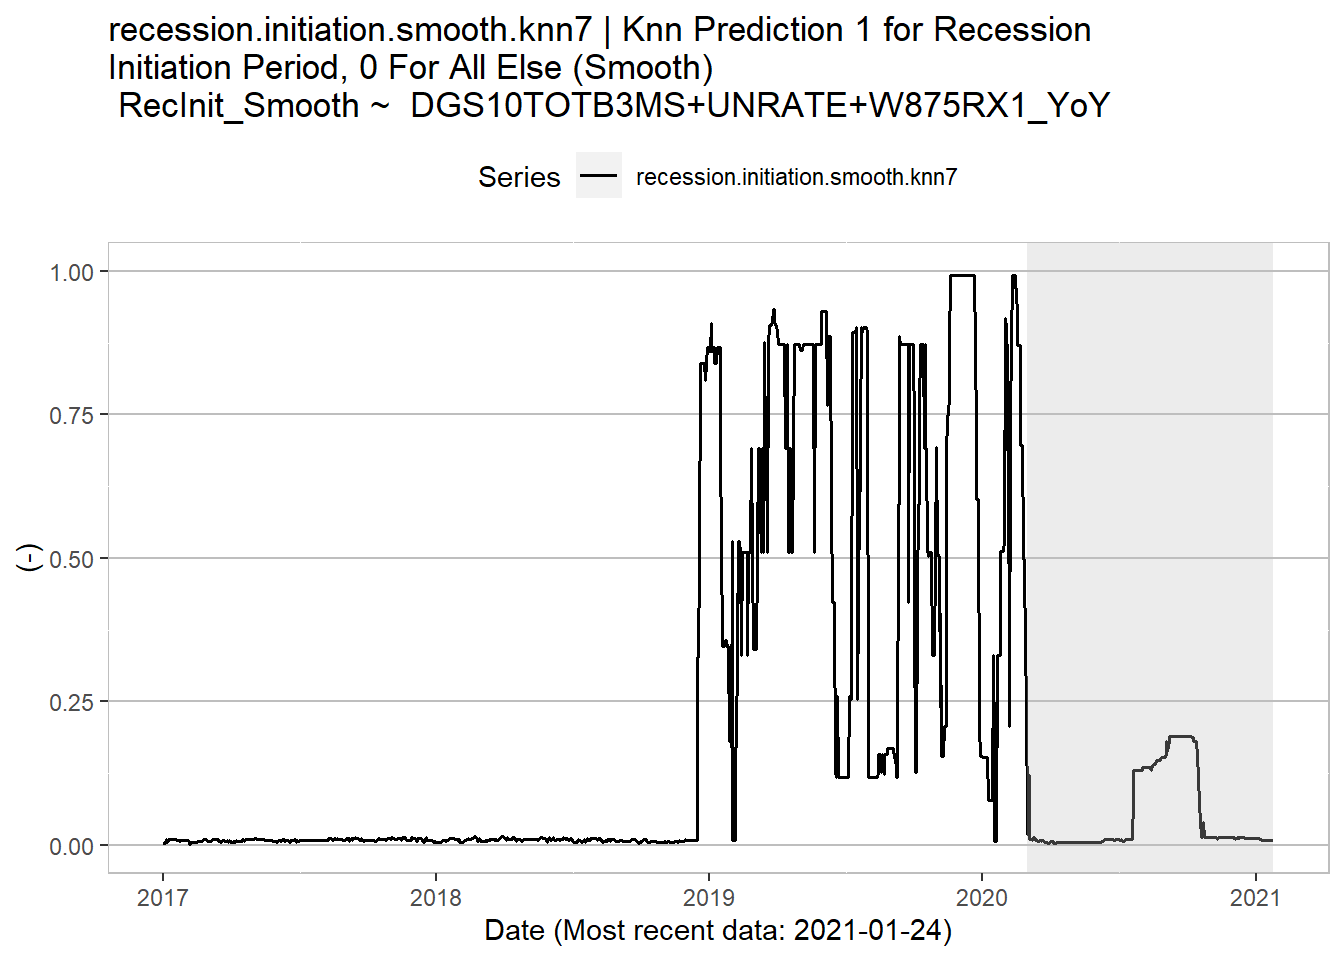 recession.initiation.smooth.knn7 | Knn Prediction 1 for Recession
Initiation Period, 0 For All Else (Smooth)
RecInit_Smooth ~  DGS10TOTB3MS+UNRATE+W875RX1_YoY
Series recession.initiation.smooth.knn7
1.00
0.75
0.50
0.25
0.00
(-)
2017 2018 2019 2020 2021
Date (Most recent data: 2021-01-24)